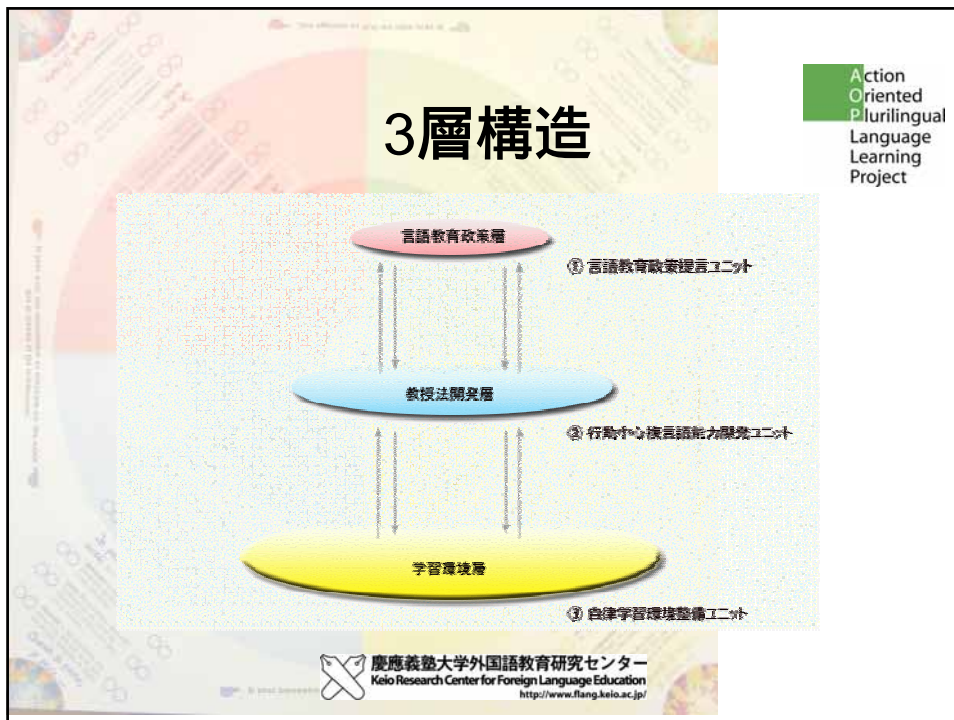 3層構造
Action
Oriented
Plurilingual
Language
Learning
Project
言語教育政策層
① 言語教育政策提言ユニット
教授法開発層
② 行動中心複言語能力開発ユニット
学習環境層
③ 自律学習環境整備ユニット
慶應義塾大学外国語教育研究センター
Keio Research Center for Foreign Language Education
http://www.flang.keio.ac.jp/